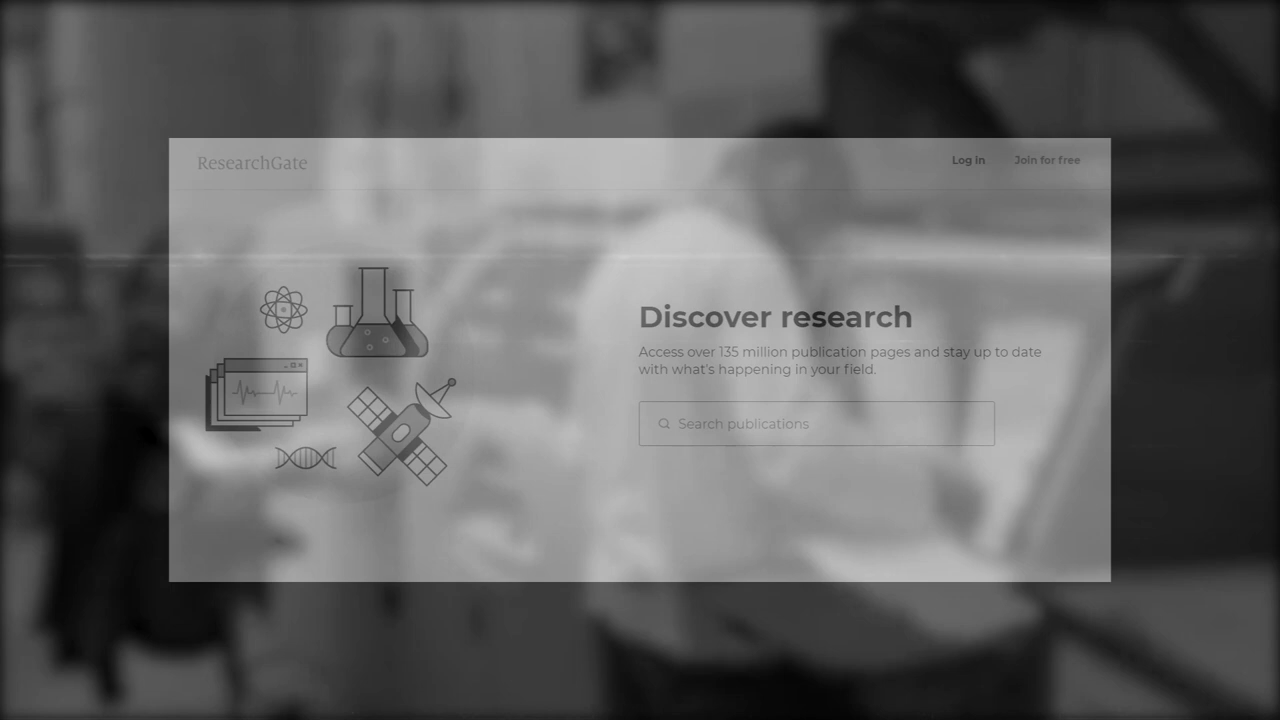 ResearchGate
Log in
Join for free
Discover research
Access over 135 million publication pages and stay up to date
with what's happening in your field.
Search publications